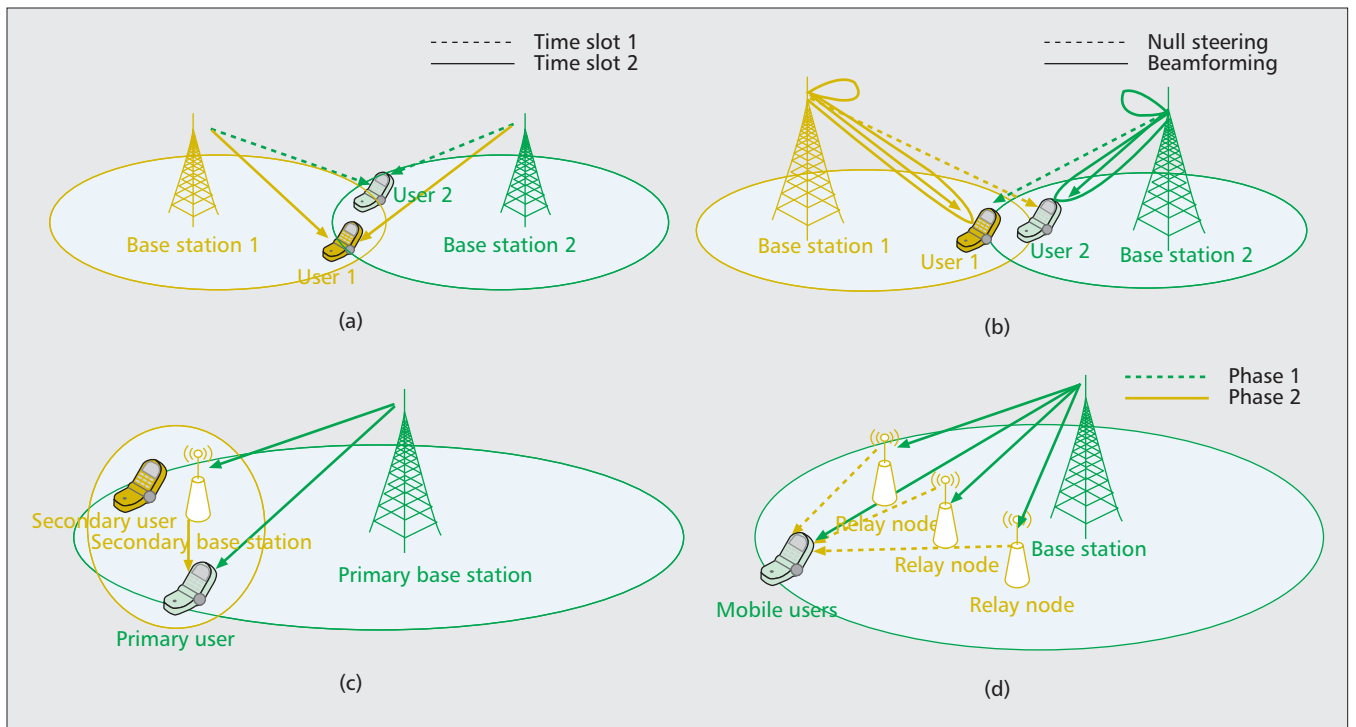 Time slot 1
Time slot 2
Base station 1
User 2
Base station 2
User 1
(a)
Null steering
Beamforming
Base station 1
User 1
User 2
Base station 2
(b)
Secondary user
Secondary base station
Primary base station
Primary user
(c)
Phase 1
Phase 2
Relay node
Base station
Relay node
Relay node
Mobile users
(d)